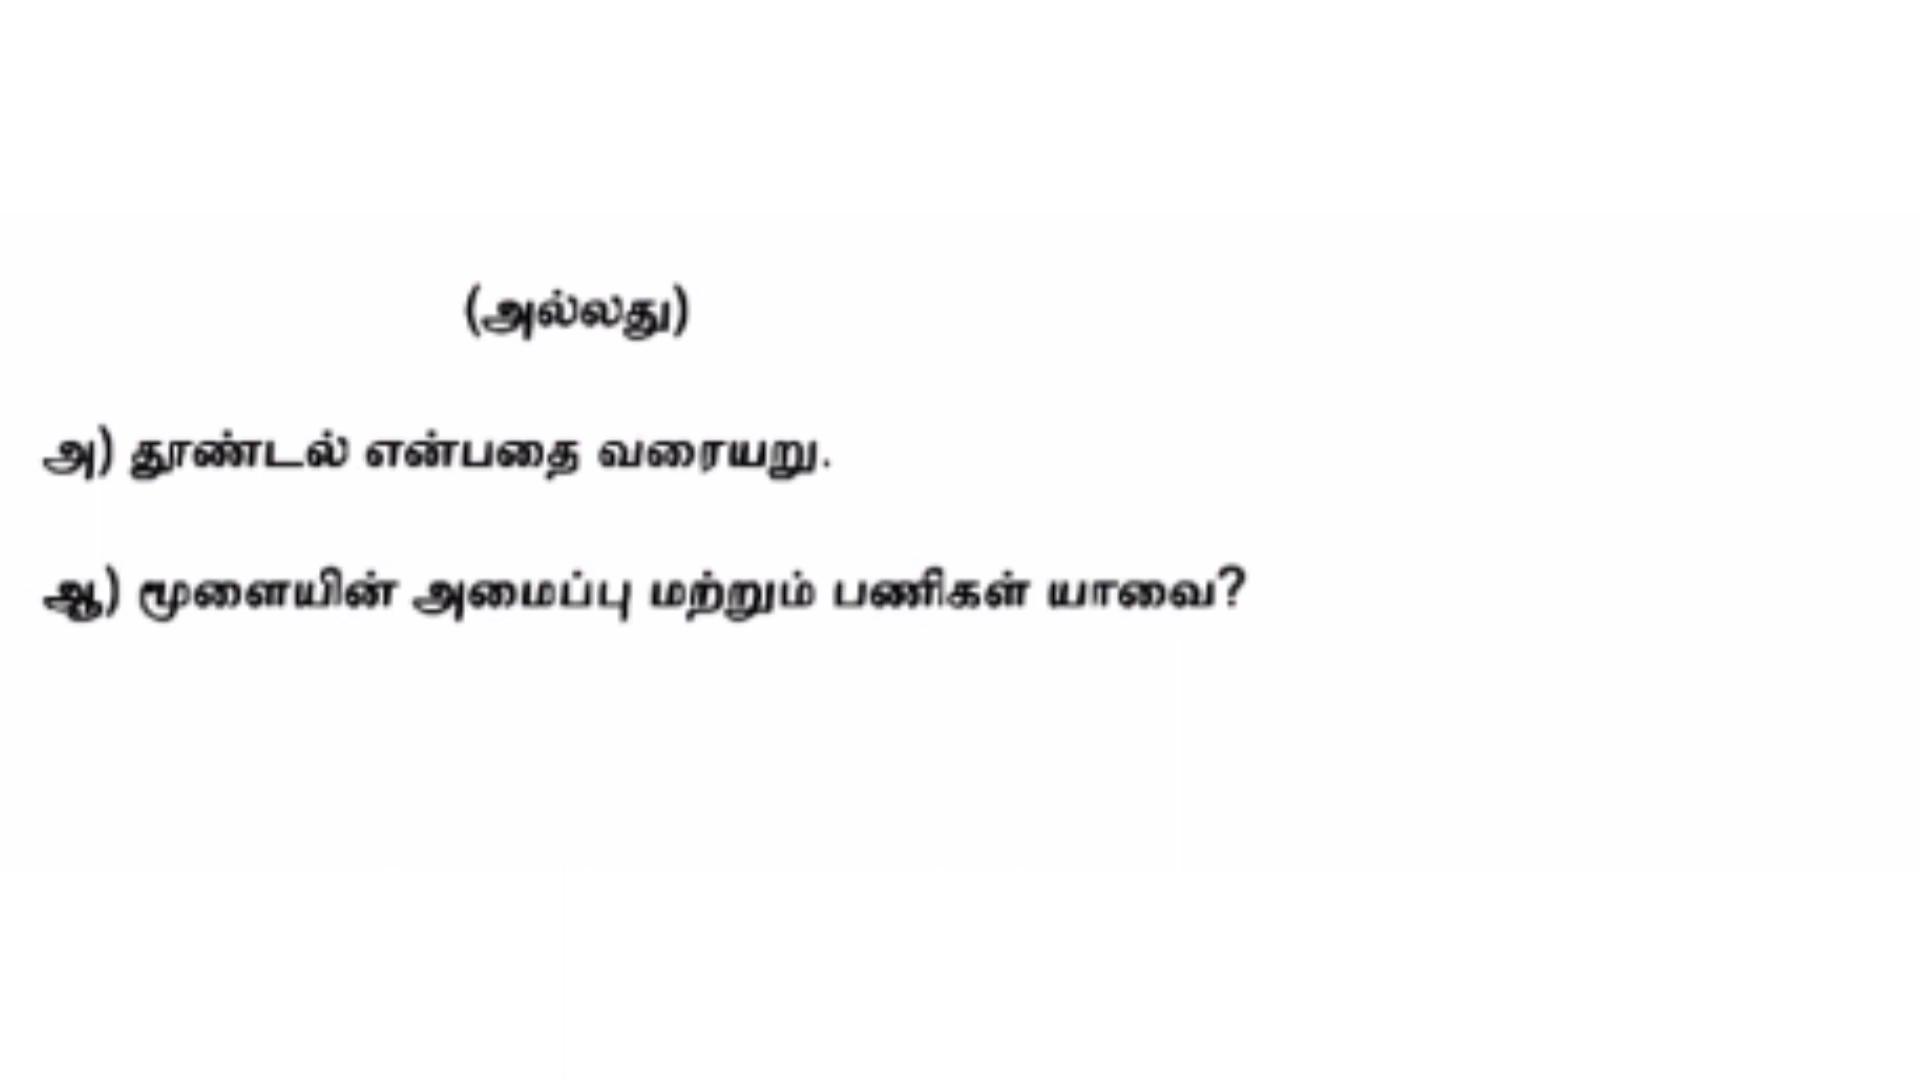 (அல்லது)
அ) தூண்டல் என்பதை வரையறு.
ஆ) மூளையின் அமைப்பு மற்றும் பணிகள் யாவை?